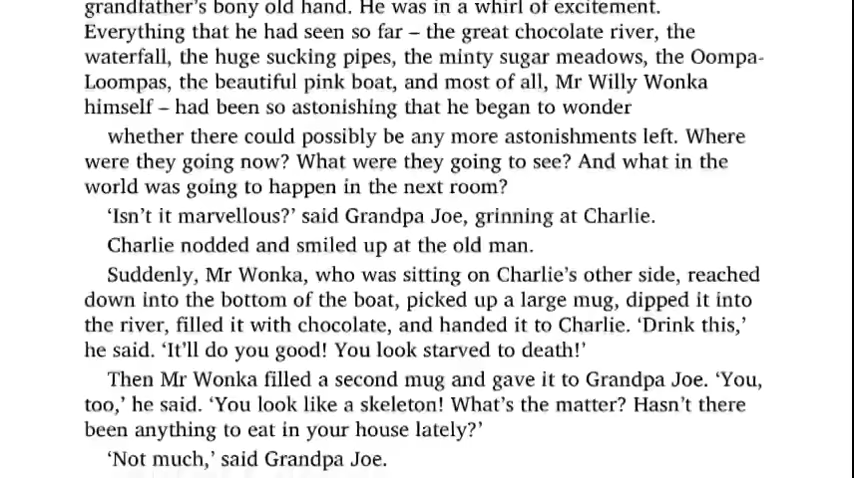 grandfather's bony old hand. He was in a whirl of excitement.
Everything that he had seen so far – the great chocolate river, the
waterfall, the huge sucking pipes, the minty sugar meadows, the Oompa-
Loompas, the beautiful pink boat, and most of all, Mr Willy Wonka
himself – had been so astonishing that he began to wonder
whether there could possibly be any more astonishments left. Where
were they going now? What were they going to see? And what in the
world was going to happen in the next room?
‘Isn’t it marvellous?’ said Grandpa Joe, grinning at Charlie.
Charlie nodded and smiled up at the old man.
Suddenly, Mr Wonka, who was sitting on Charlie’s other side, reached
down into the bottom of the boat, picked up a large mug, dipped it into
the river, filled it with chocolate, and handed it to Charlie. ‘Drink this,’
he said. ‘It’ll do you good! You look starved to death!’
Then Mr Wonka filled a second mug and gave it to Grandpa Joe. ‘You,
too,’ he said. ‘You look like a skeleton! What’s the matter? Hasn’t there
been anything to eat in your house lately?’
‘Not much,’ said Grandpa Joe.